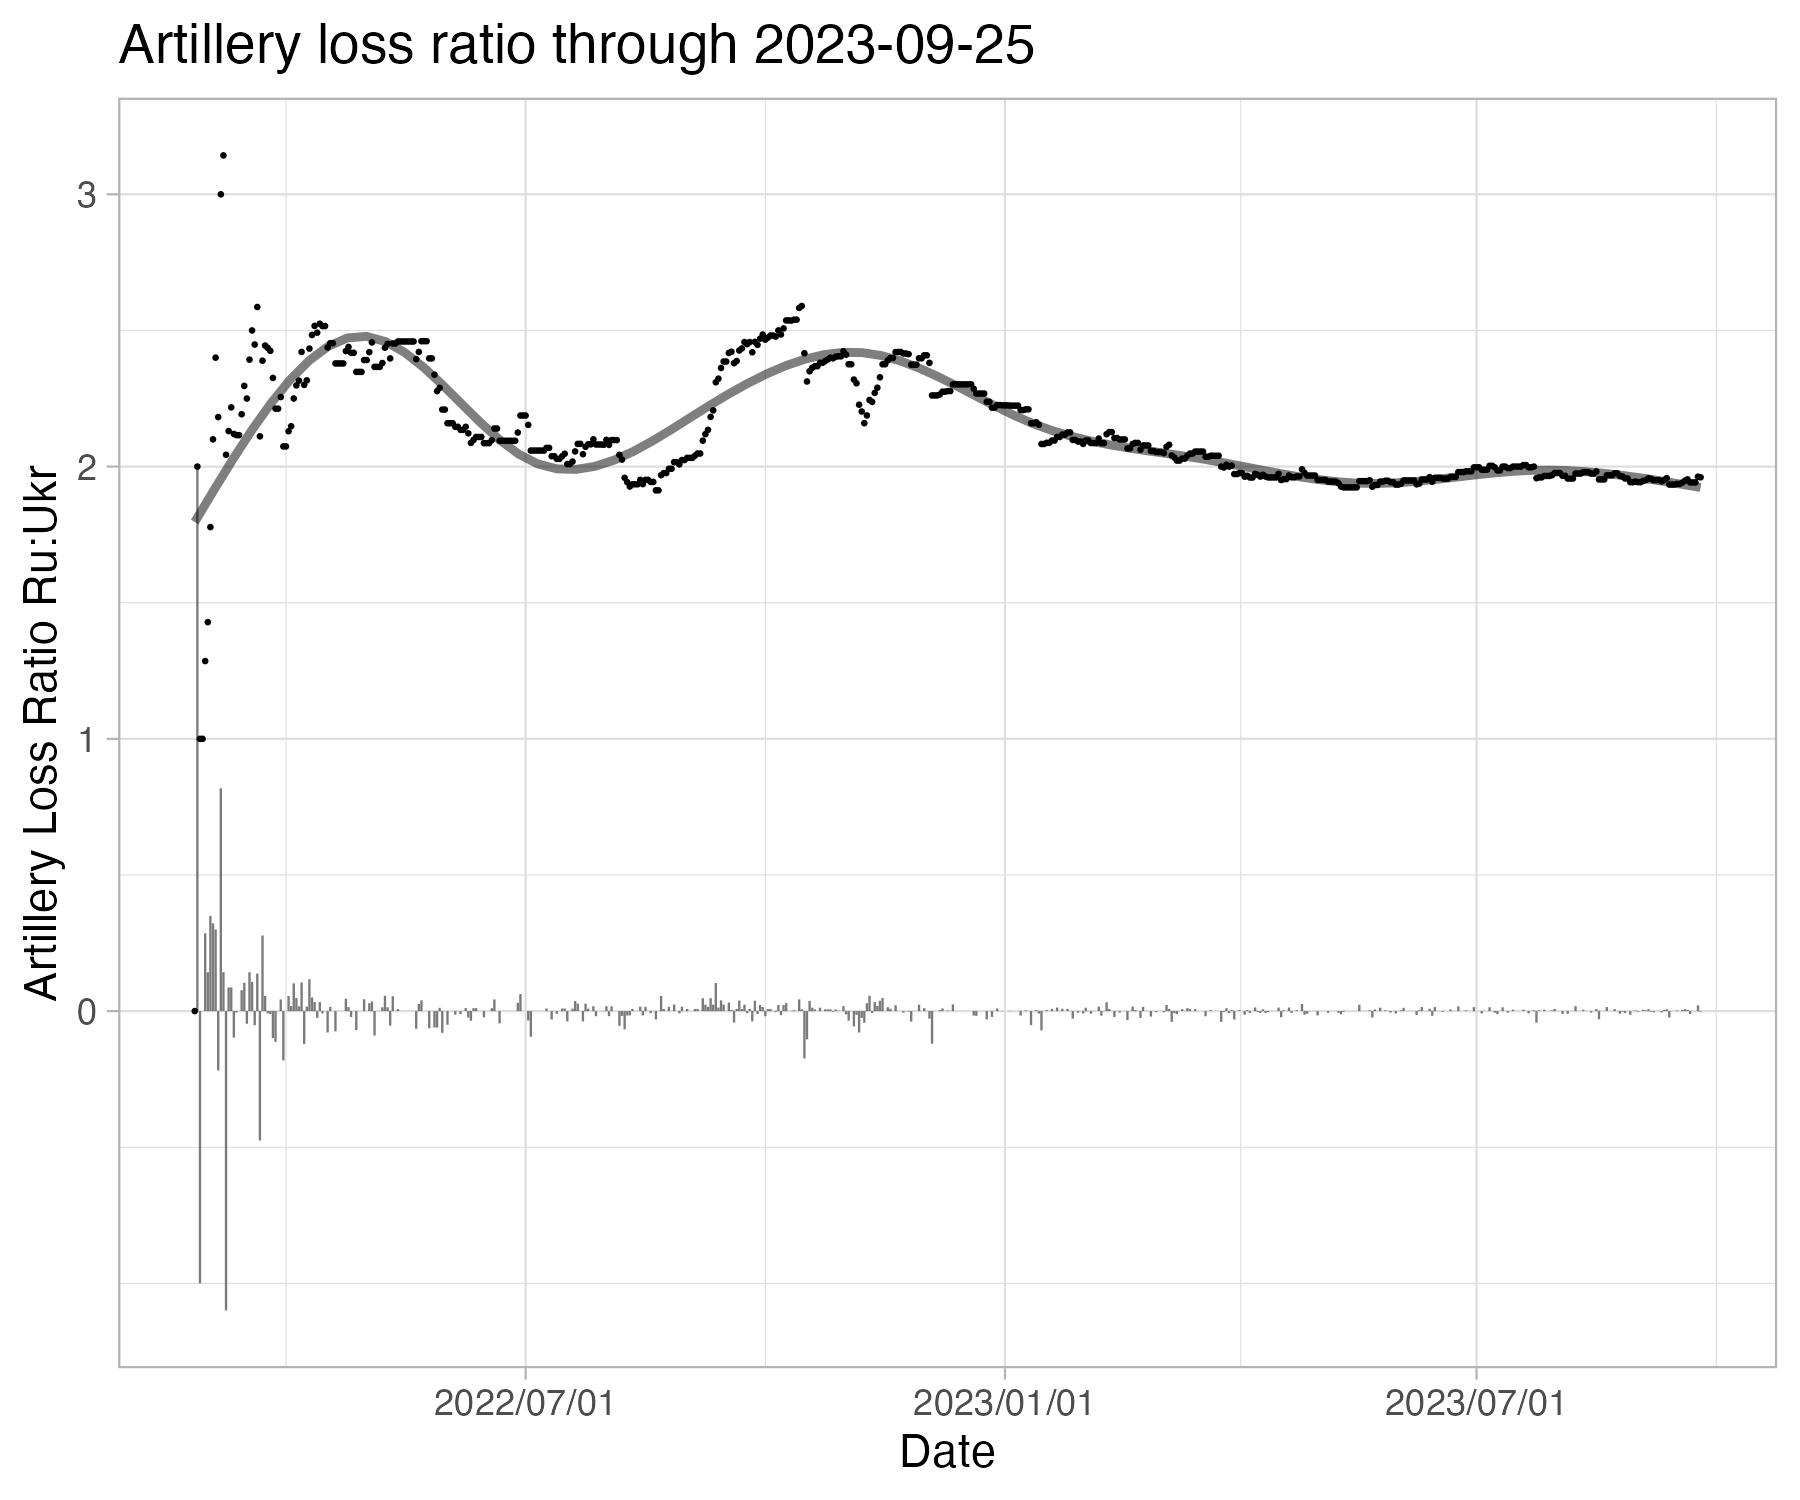 Artillery loss ratio through 2023-09-25
Artillery Loss Ratio Ru:Ukr
3
2
1
0
2022/07/01
2023/01/01
2023/07/01
Date